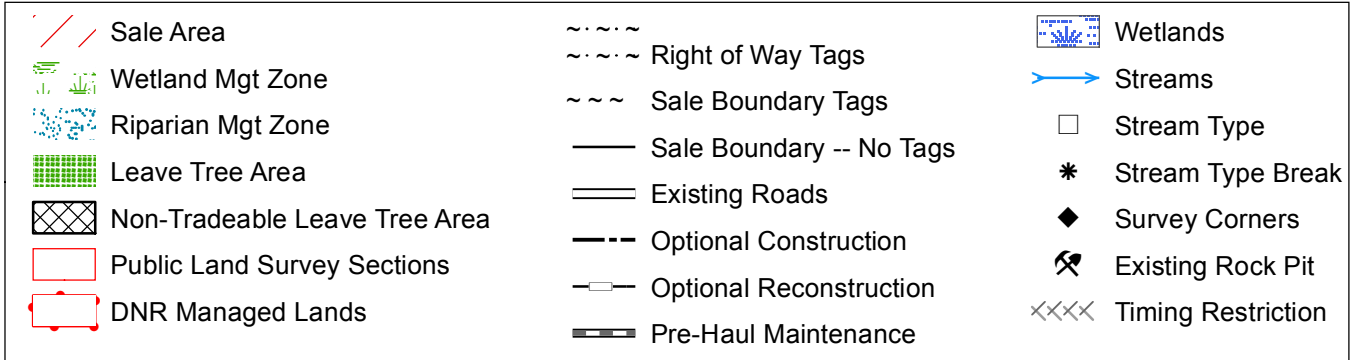 Sale Area
Wetland Mgt Zone
Riparian Mgt Zone
Leave Tree Area
Non-Tradeable Leave Tree Area
Public Land Survey Sections
DNR Managed Lands
Right of Way Tags
Sale Boundary Tags
Sale Boundary -- No Tags
Existing Roads
Optional Construction
Optional Reconstruction
Pre-Haul Maintenance
Wetlands
Streams
Stream Type
Stream Type Break
Survey Corners
Existing Rock Pit
Timing Restriction